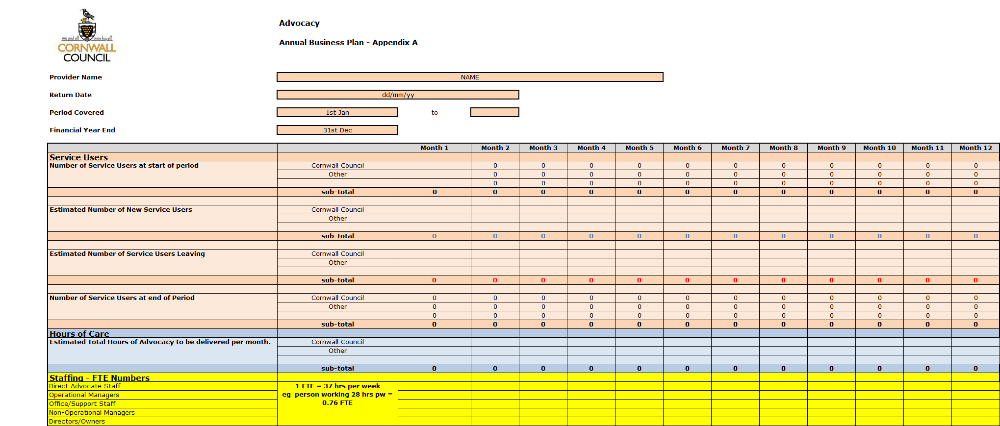 one and all onen hag oll
CORNWALL
COUNCIL
Advocacy
Annual Business Plan - Appendix A
Provider Name NAME
Return Date dd/mm/yy
Period Covered 1st Jan to
Financial Year End 31st Dec
Month 1 Month 2 Month 3 Month 4 Month 5 Month 6 Month 7 Month 8 Month 9 Month 10 Month 11 Month 12
Service Users
Number of Service Users at start of period Cornwall Council 0 0 0 0 0 0 0 0 0 0 0
Other 0 0 0 0 0 0 0 0 0 0 0
0 0 0 0 0 0 0 0 0 0 0
sub-total 0 0 0 0 0 0 0 0 0 0 0 0
Estimated Number of New Service Users Cornwall Council
Other
sub-total 0 0 0 0 0 0 0 0 0 0 0 0
Estimated Number of Service Users Leaving Cornwall Council
Other
sub-total 0 0 0 0 0 0 0 0 0 0 0 0
Number of Service Users at end of Period Cornwall Council 0 0 0 0 0 0 0 0 0 0 0 0
Other 0 0 0 0 0 0 0 0 0 0 0 0
0 0 0 0 0 0 0 0 0 0 0 0
sub-total 0 0 0 0 0 0 0 0 0 0 0 0
Hours of Care
Estimated Total Hours of Advocacy to be delivered per month. Cornwall Council
Other
sub-total 0 0 0 0 0 0 0 0 0 0 0 0
Staffing - FTE Numbers
Direct Advocate Staff 1 FTE = 37 hrs per week
Operational Managers eg person working 28 hrs pw =
Office/Support Staff 0.76 FTE
Non-Operational Managers
Directors/Owners